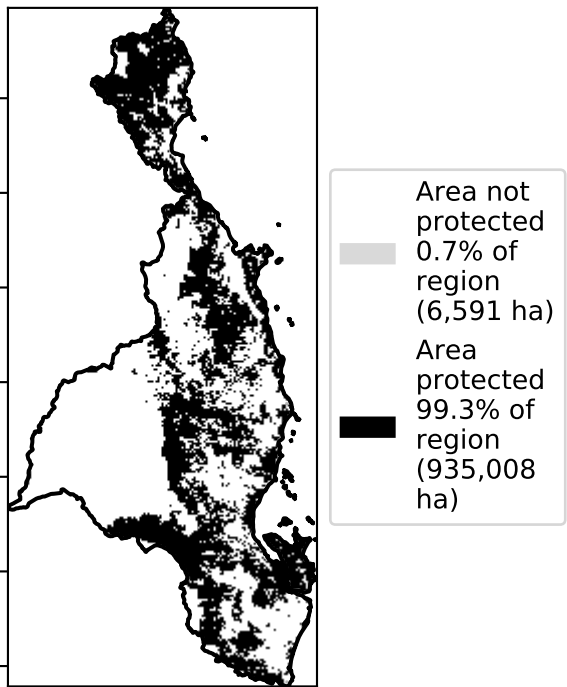 Area not
protected
0.7% of
region
(6,591 ha)
Area
protected
99.3% of
region
(935,008
ha)